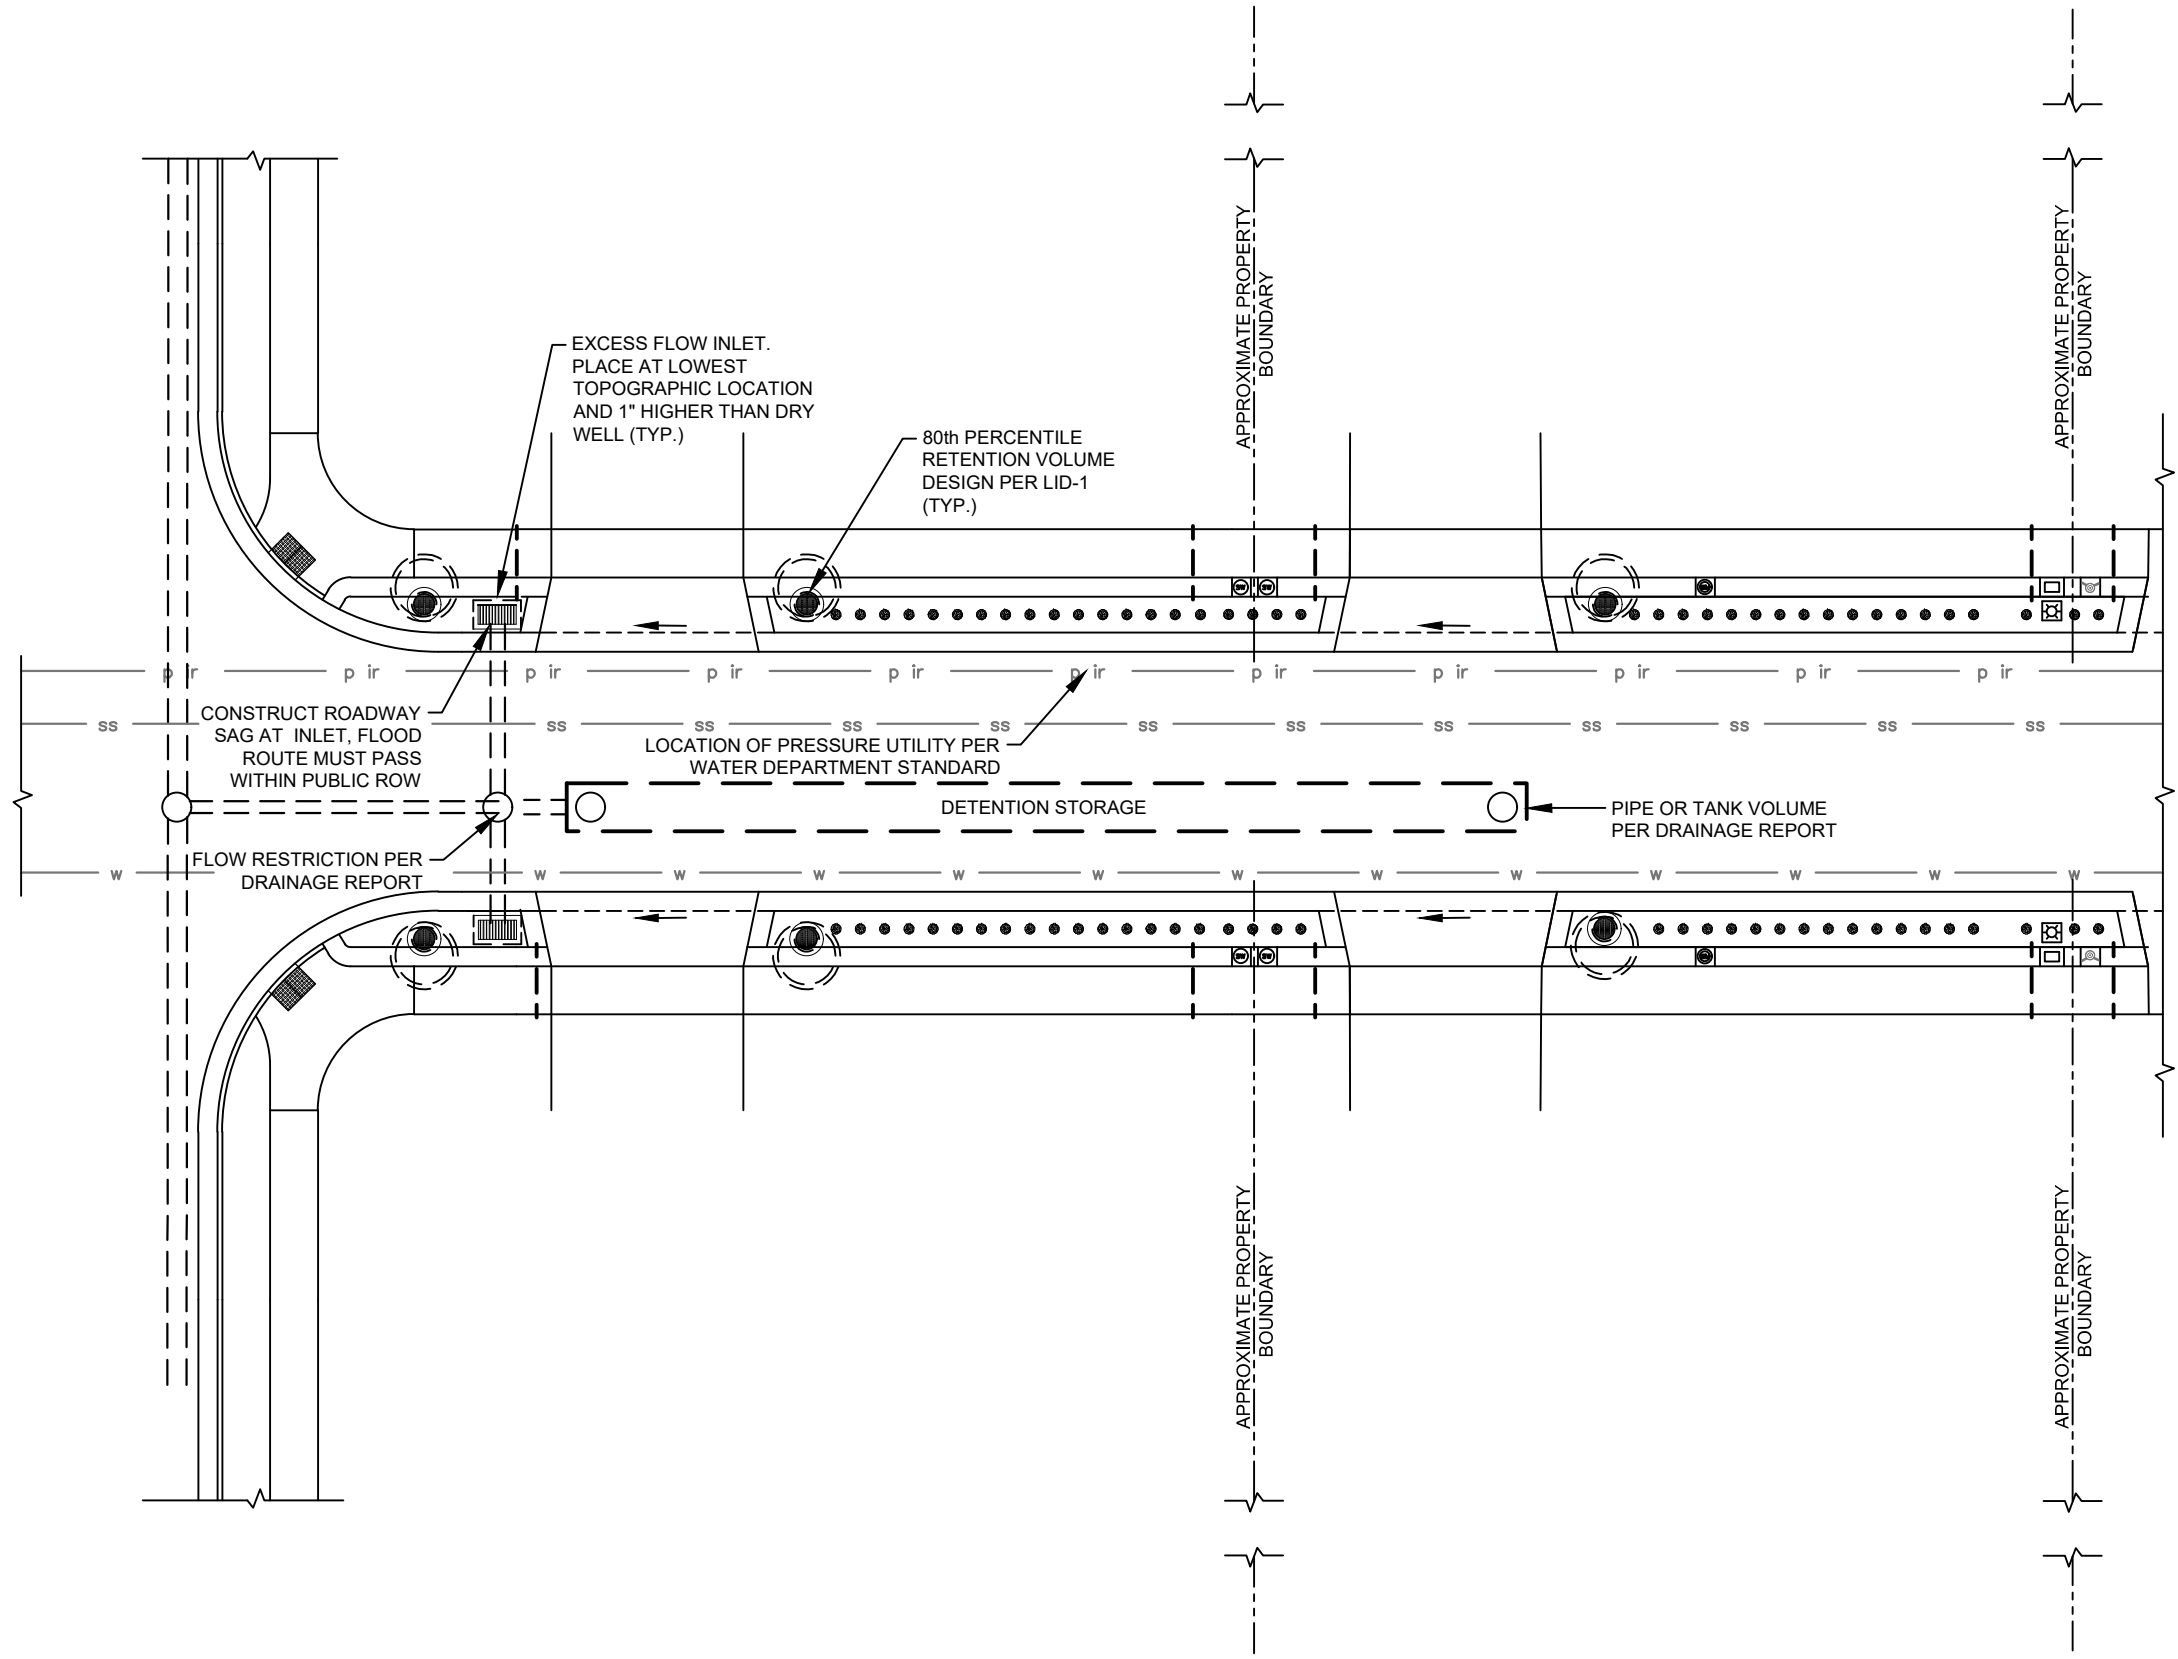 APPROXIMATE PROPERTY
BOUNDARY
APPROXIMATE PROPERTY
BOUNDARY
EXCESS FLOW INLET.
PLACE AT LOWEST
TOPOGRAPHIC LOCATION
AND 1" HIGHER THAN DRY
WELL (TYP.)
80th PERCENTILE
RETENTION VOLUME
DESIGN PER LID-1
(TYP.)
SW SW
SW SW
p ir p ir p ir p ir p ir p ir p ir p ir p ir p ir p ir
ss ss ss ss ss ss ss ss ss ss ss ss
CONSTRUCT ROADWAY
SAG AT INLET, FLOOD
ROUTE MUST PASS
WITHIN PUBLIC ROW
LOCATION OF PRESSURE UTILITY PER
WATER DEPARTMENT STANDARD
DETENTION STORAGE
PIPE OR TANK VOLUME
PER DRAINAGE REPORT
FLOW RESTRICTION PER
DRAINAGE REPORT
w w w w w w w w w w w w w
APPROXIMATE PROPERTY
BOUNDARY
APPROXIMATE PROPERTY
BOUNDARY